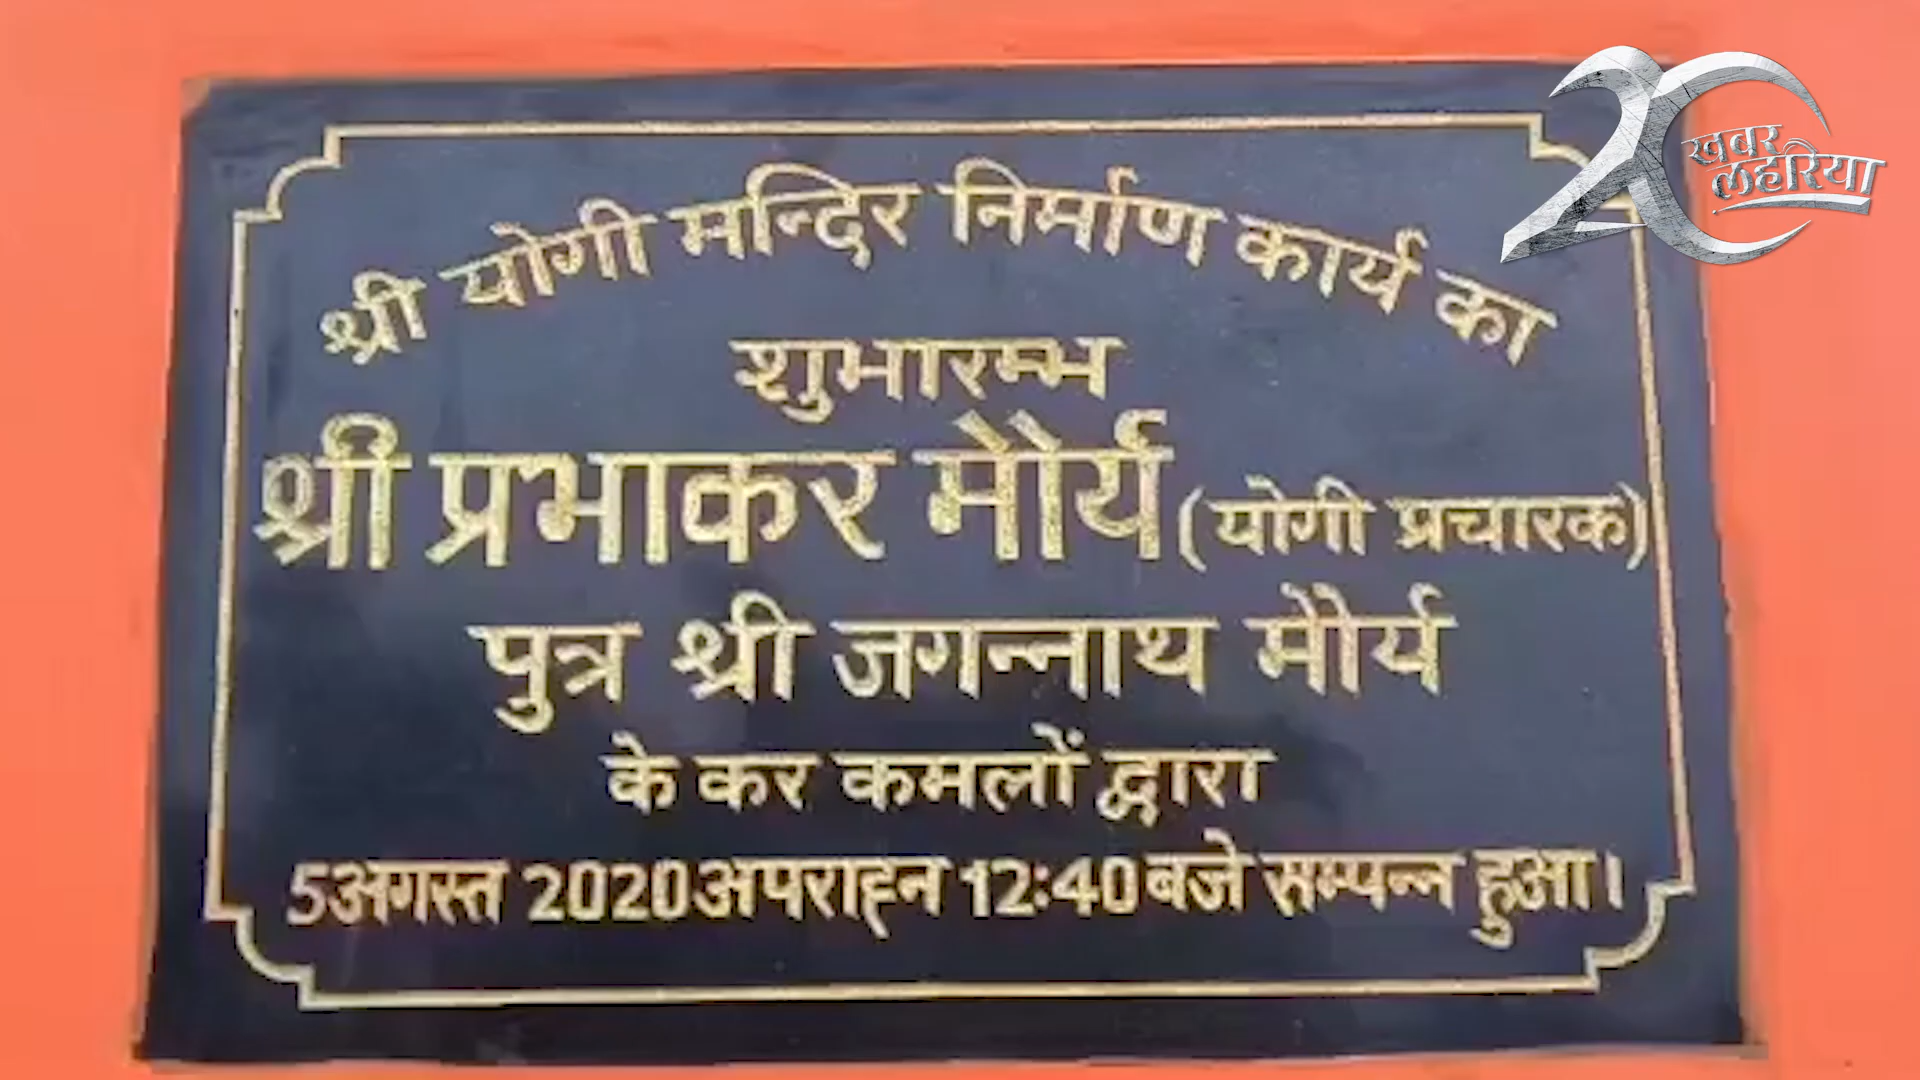 श्री योगी मन्दिर निर्माण कार्य का
शुभारम्भ
श्री प्रभाकर मौर्य (योगी प्रचारक)
पुत्र श्री जगन्नाथ मौर्य
के कर कमलों द्वारा
5 अगस्त 2020 अपराह्न 12:40 बजे सम्पन्न हुआ।
20
खबर
लहरिया